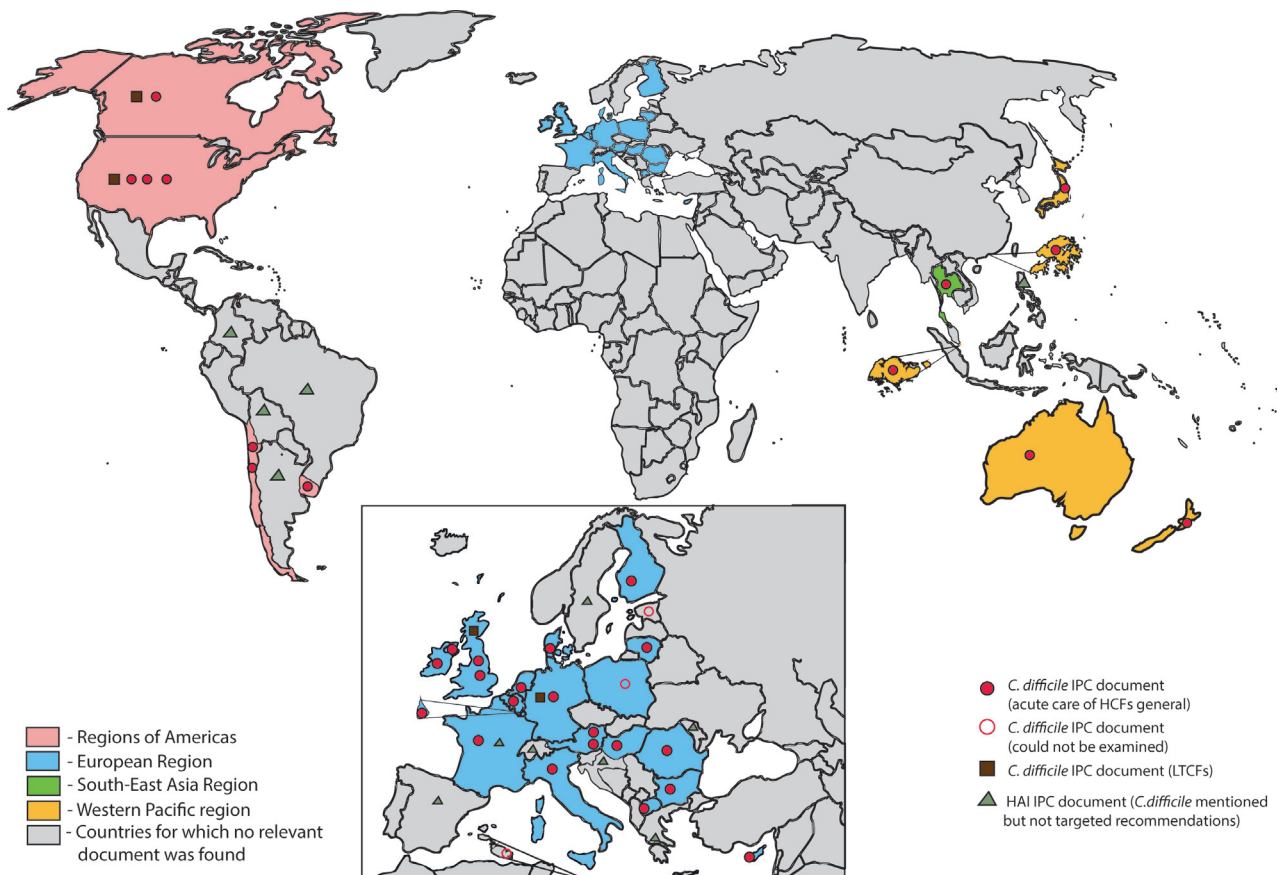 - Regions of Americas
- European Region
- South-East Asia Region
- Western Pacific region
- Countries for which no relevant
document was found
C. difficile IPC document
(acute care of HCFs general)
C. difficile IPC document
(could not be examined)
C. difficile IPC document (LTCFs)
HAI IPC document (C.difficile mentioned
but not targeted recommendations)